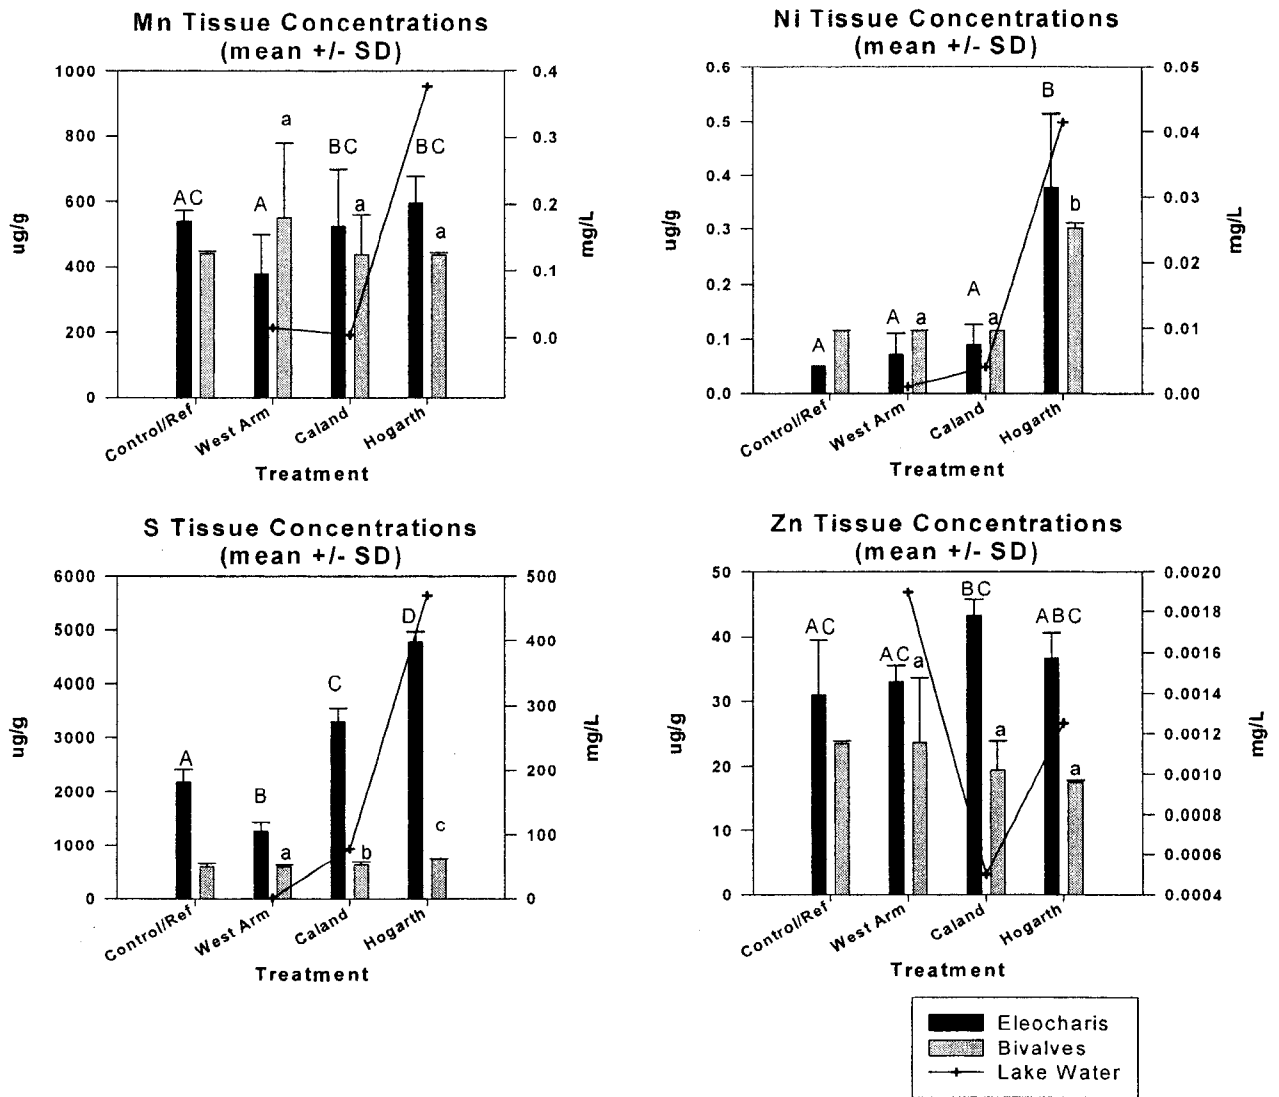 Mn Tissue Concentrations
(mean +/- SD)
1000
800
600
400
200
0
ug/g
0.4
0.3
0.2
0.1
0.0
mg/L
AC
A
a
BC
a
BC
a
Control/Ref
West Arm
Caland
Hogarth
Treatment
Ni Tissue Concentrations
(mean +/- SD)
0.6
0.5
0.4
0.3
0.2
0.1
0.0
ug/g
0.05
0.04
0.03
0.02
0.01
0.00
mg/L
A
A
a
A
a
B
b
Control/Ref
West Arm
Caland
Hogarth
Treatment
S Tissue Concentrations
(mean +/- SD)
6000
5000
4000
3000
2000
1000
0
ug/g
500
400
300
200
100
0
mg/L
A
B
a
C
b
D
c
Control/Ref
West Arm
Caland
Hogarth
Treatment
Zn Tissue Concentrations
(mean +/- SD)
50
40
30
20
10
0
ug/g
0.0020
0.0018
0.0016
0.0014
0.0012
0.0010
0.0008
0.0006
0.0004
mg/L
AC
AC
a
BC
a
ABC
a
Control/Ref
West Arm
Caland
Hogarth
Treatment
Eleocharis
Bivalves
Lake Water